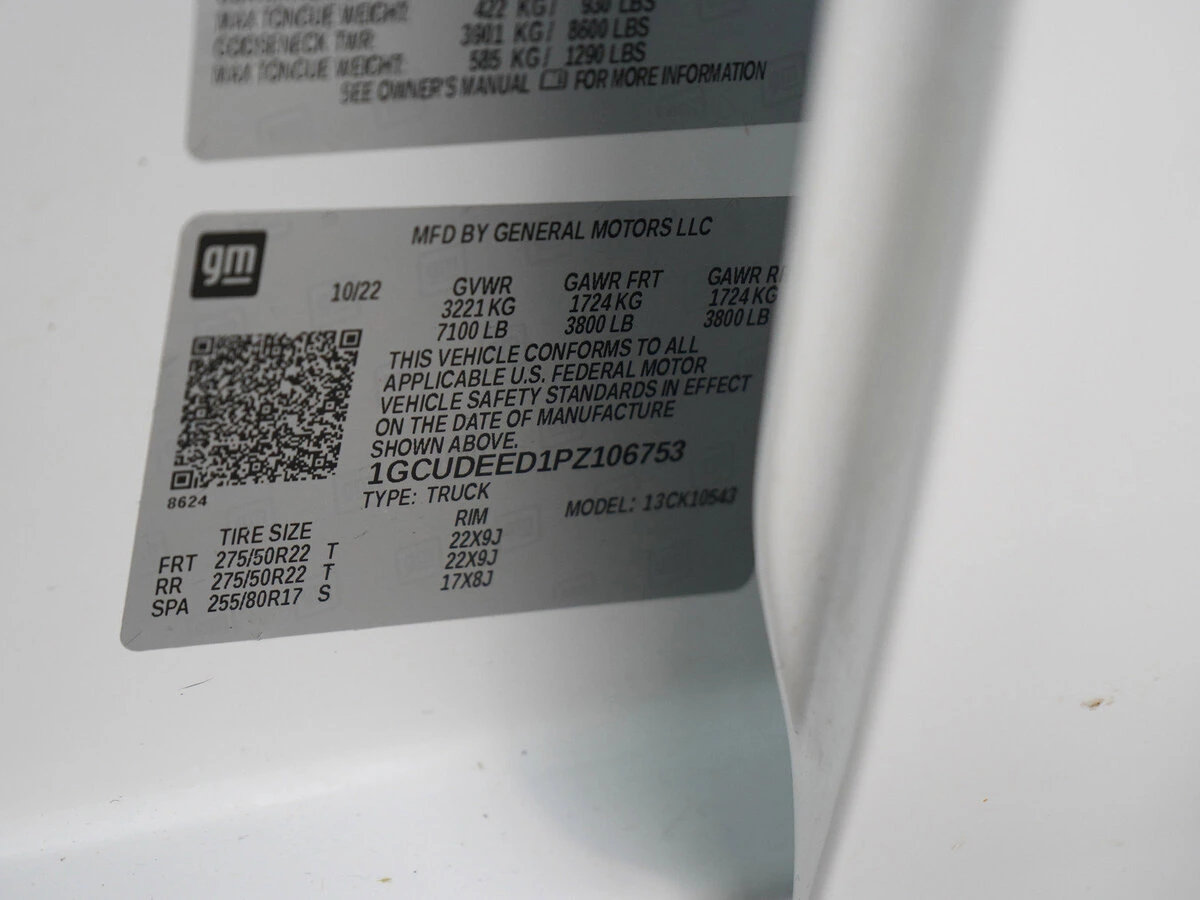 MAX TONGUE WEIGHT: 422 KG/ 930 LBS
GOOSENECK TWR: 3901 KG/ 8600 LBS
MAX TONGUE WEIGHT: 585 KG/ 1290 LBS
SEE OWNER'S MANUAL FOR MORE INFORMATION
gm
MFD BY GENERAL MOTORS LLC
10/22 GVWR GAWR FRT GAWR
3221 KG 1724 KG 1724 KG
7100 LB 3800 LB 3800 LB
THIS VEHICLE CONFORMS TO ALL
APPLICABLE U.S. FEDERAL MOTOR
VEHICLE SAFETY STANDARDS IN EFFECT
ON THE DATE OF MANUFACTURE
SHOWN ABOVE.
1GCUDEED1PZ106753
8624
TYPE: TRUCK MODEL: 13CK10543
TIRE SIZE RIM
FRT 275/50R22 T 22X9J
RR 275/50R22 T 22X9J
SPA 255/80R17 S 17X8J